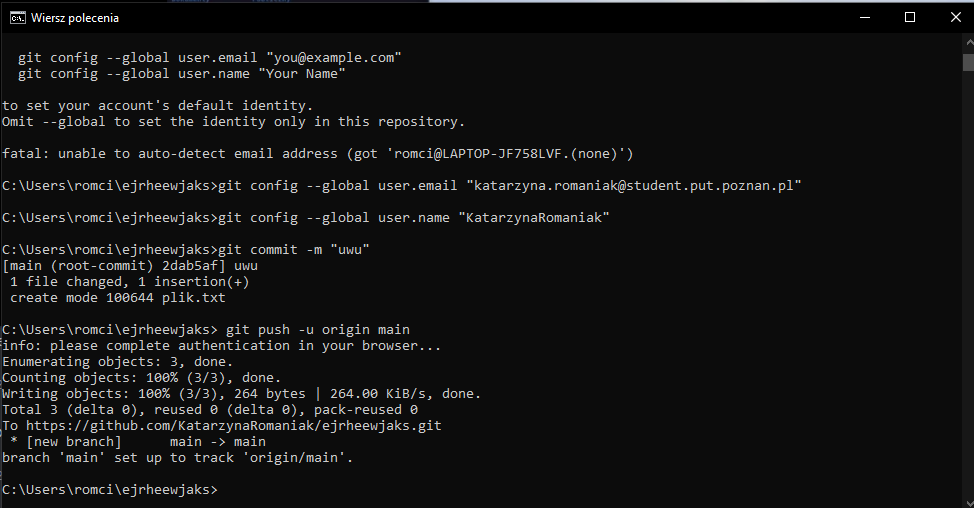 Wiersz polecenia
git config --global user.email "you@example.com"
git config --global user.name "Your Name"
to set your account's default identity.
Omit --global to set the identity only in this repository.
fatal: unable to auto-detect email address (got 'romci@LAPTOP-JF758LVF.(none)')
C:\Users\romci\ejrheewjaks>git config --global user.email "katarzyna.romaniak@student.put.poznan.pl"
C:\Users\romci\ejrheewjaks>git config --global user.name "KatarzynaRomaniak"
C:\Users\romci\ejrheewjaks>git commit -m "uwu"
[main (root-commit) 2dab5af] uwu
1 file changed, 1 insertion(+)
create mode 100644 plik.txt
C:\Users\romci\ejrheewjaks> git push -u origin main
info: please complete authentication in your browser...
Enumerating objects: 3, done.
Counting objects: 100% (3/3), done.
Writing objects: 100% (3/3), 264 bytes | 264.00 KiB/s, done.
Total 3 (delta 0), reused 0 (delta 0), pack-reused 0
To https://github.com/KatarzynaRomaniak/ejrheewjaks.git
* [new branch]      main -> main
branch 'main' set up to track 'origin/main'.
C:\Users\romci\ejrheewjaks>